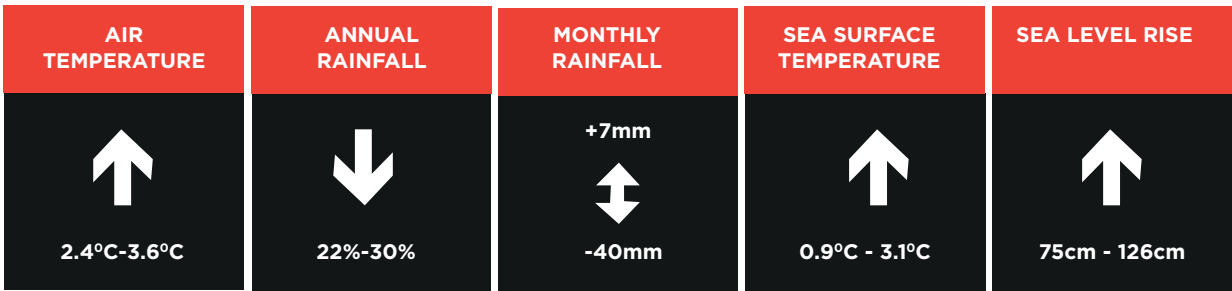 AIR
TEMPERATURE
2.4ºC-3.6ºC
ANNUAL
RAINFALL
22%-30%
MONTHLY
RAINFALL
+7mm
-40mm
SEA SURFACE
TEMPERATURE
0.9ºC - 3.1ºC
SEA LEVEL RISE
75cm - 126cm